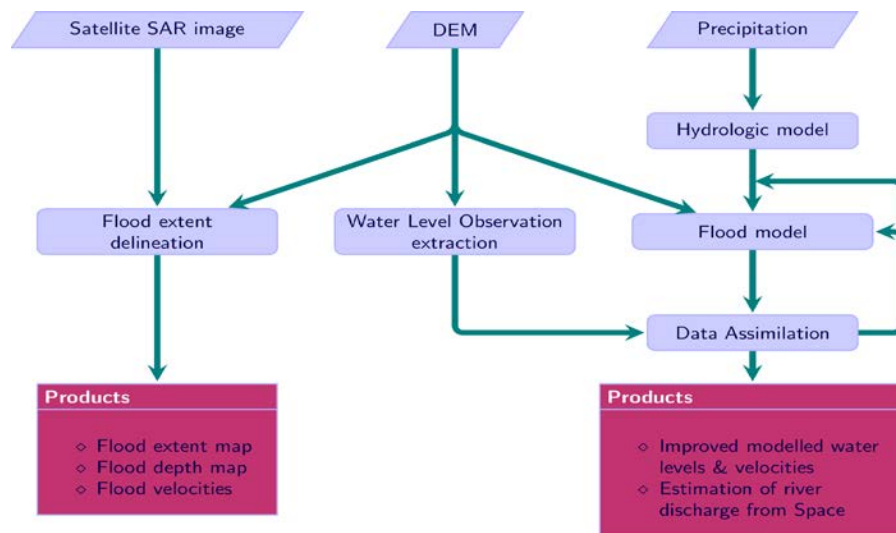 Satellite SAR image
DEM
Precipitation
Hydrologic model
Flood extent
delineation
Water Level Observation
extraction
Flood model
Data Assimilation
Products
◇ Flood extent map
◇ Flood depth map
◇ Flood velocities
Products
◇ Improved modelled water
levels & velocities
◇ Estimation of river
discharge from Space